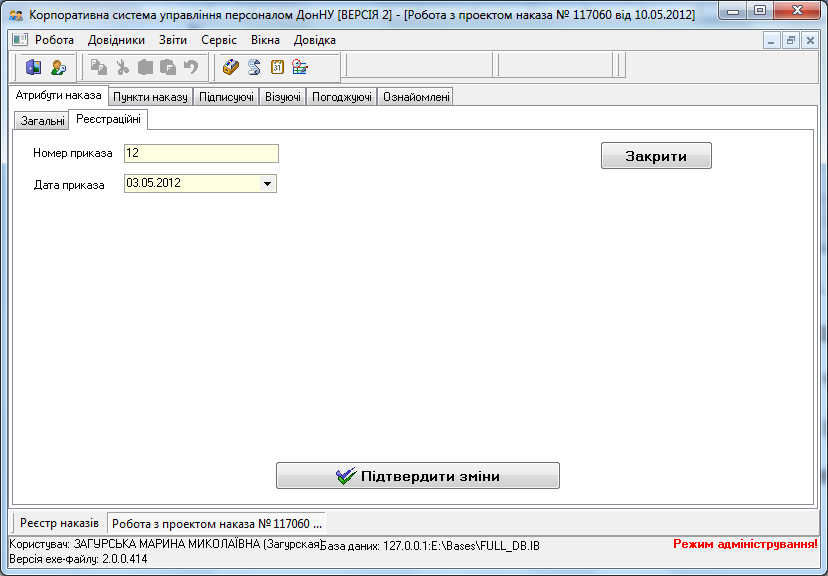 Корпоративна система управління персоналом ДонНУ [ВЕРСІЯ 2] - [Робота з проектом наказа № 117060 від 10.05.2012]
Робота Довідники Звіти Сервіс Вікна Довідка
Атрибути наказа Пункти наказу Підписуючі Візуючі Погоджуючі Ознайомлені
Загальні Реєстраційні
Номер приказа 12 Закрити
Дата приказа 03.05.2012
Підтвердити зміни
Реєстр наказів Робота з проектом наказа № 117060 ...
Користувач: ЗАГУРСЬКА МАРИНА МИКОЛАЇВНА (Загурская) База даних: 127.0.0.1:E:\Bases\FULL_DB.IB Режим адміністрування!
Версія exe-файлу: 2.0.0.414